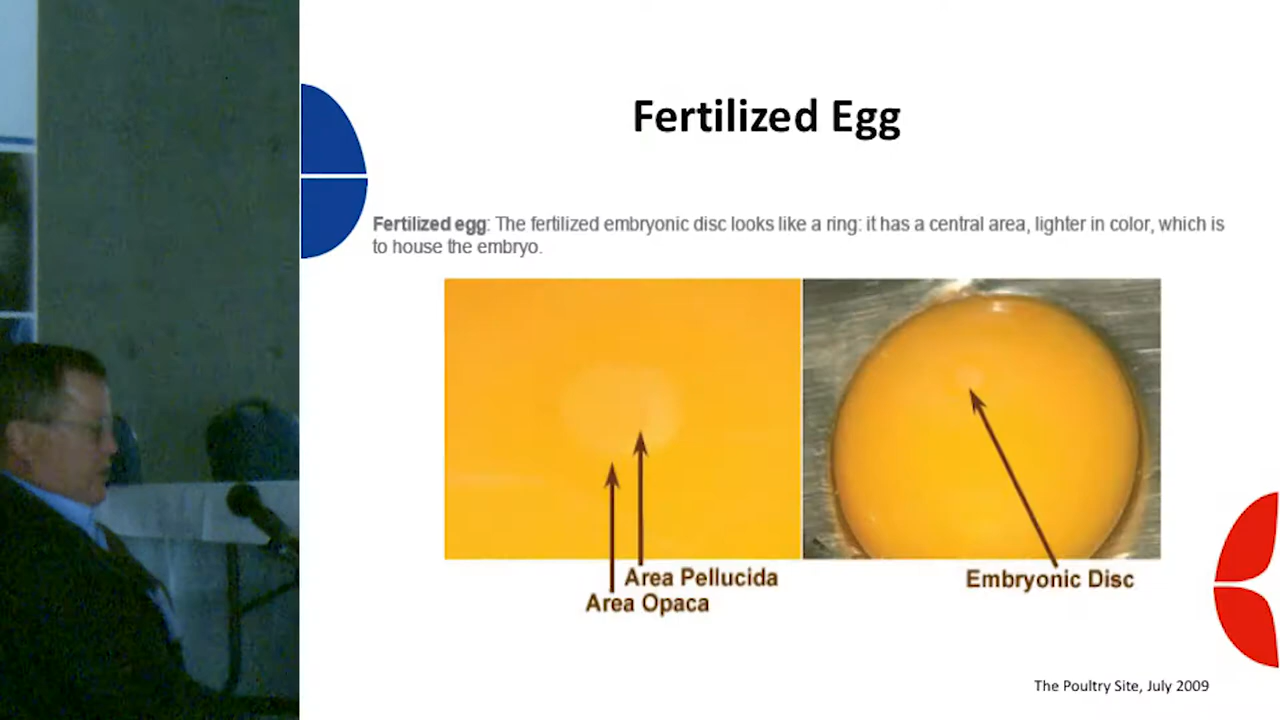 Fertilized Egg
Fertilized egg: The fertilized embryonic disc looks like a ring: it has a central area, lighter in color, which is
to house the embryo.
Area Pellucida
Area Opaca
Embryonic Disc
The Poultry Site, July 2009